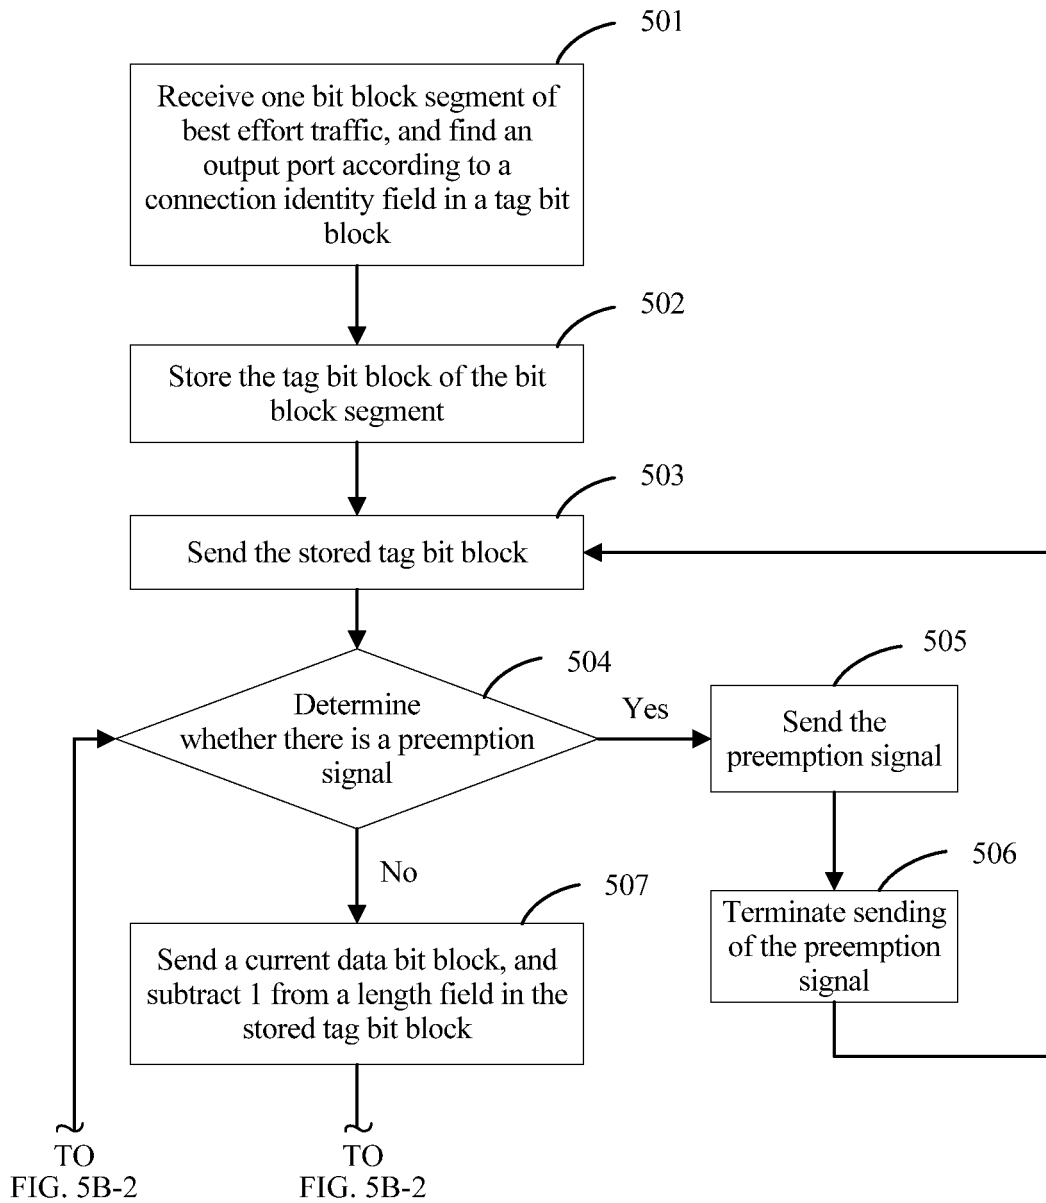 501
Receive one bit block segment of
best effort traffic, and find an
output port according to a
connection identity field in a tag bit
block
502
Store the tag bit block of the bit
block segment
503
Send the stored tag bit block
504
Determine
whether there is a preemption
signal
Yes
505
Send the
preemption signal
No
506
Terminate sending
of the preemption
signal
507
Send a current data bit block, and
subtract 1 from a length field in the
stored tag bit block
TO
FIG. 5B-2
TO
FIG. 5B-2